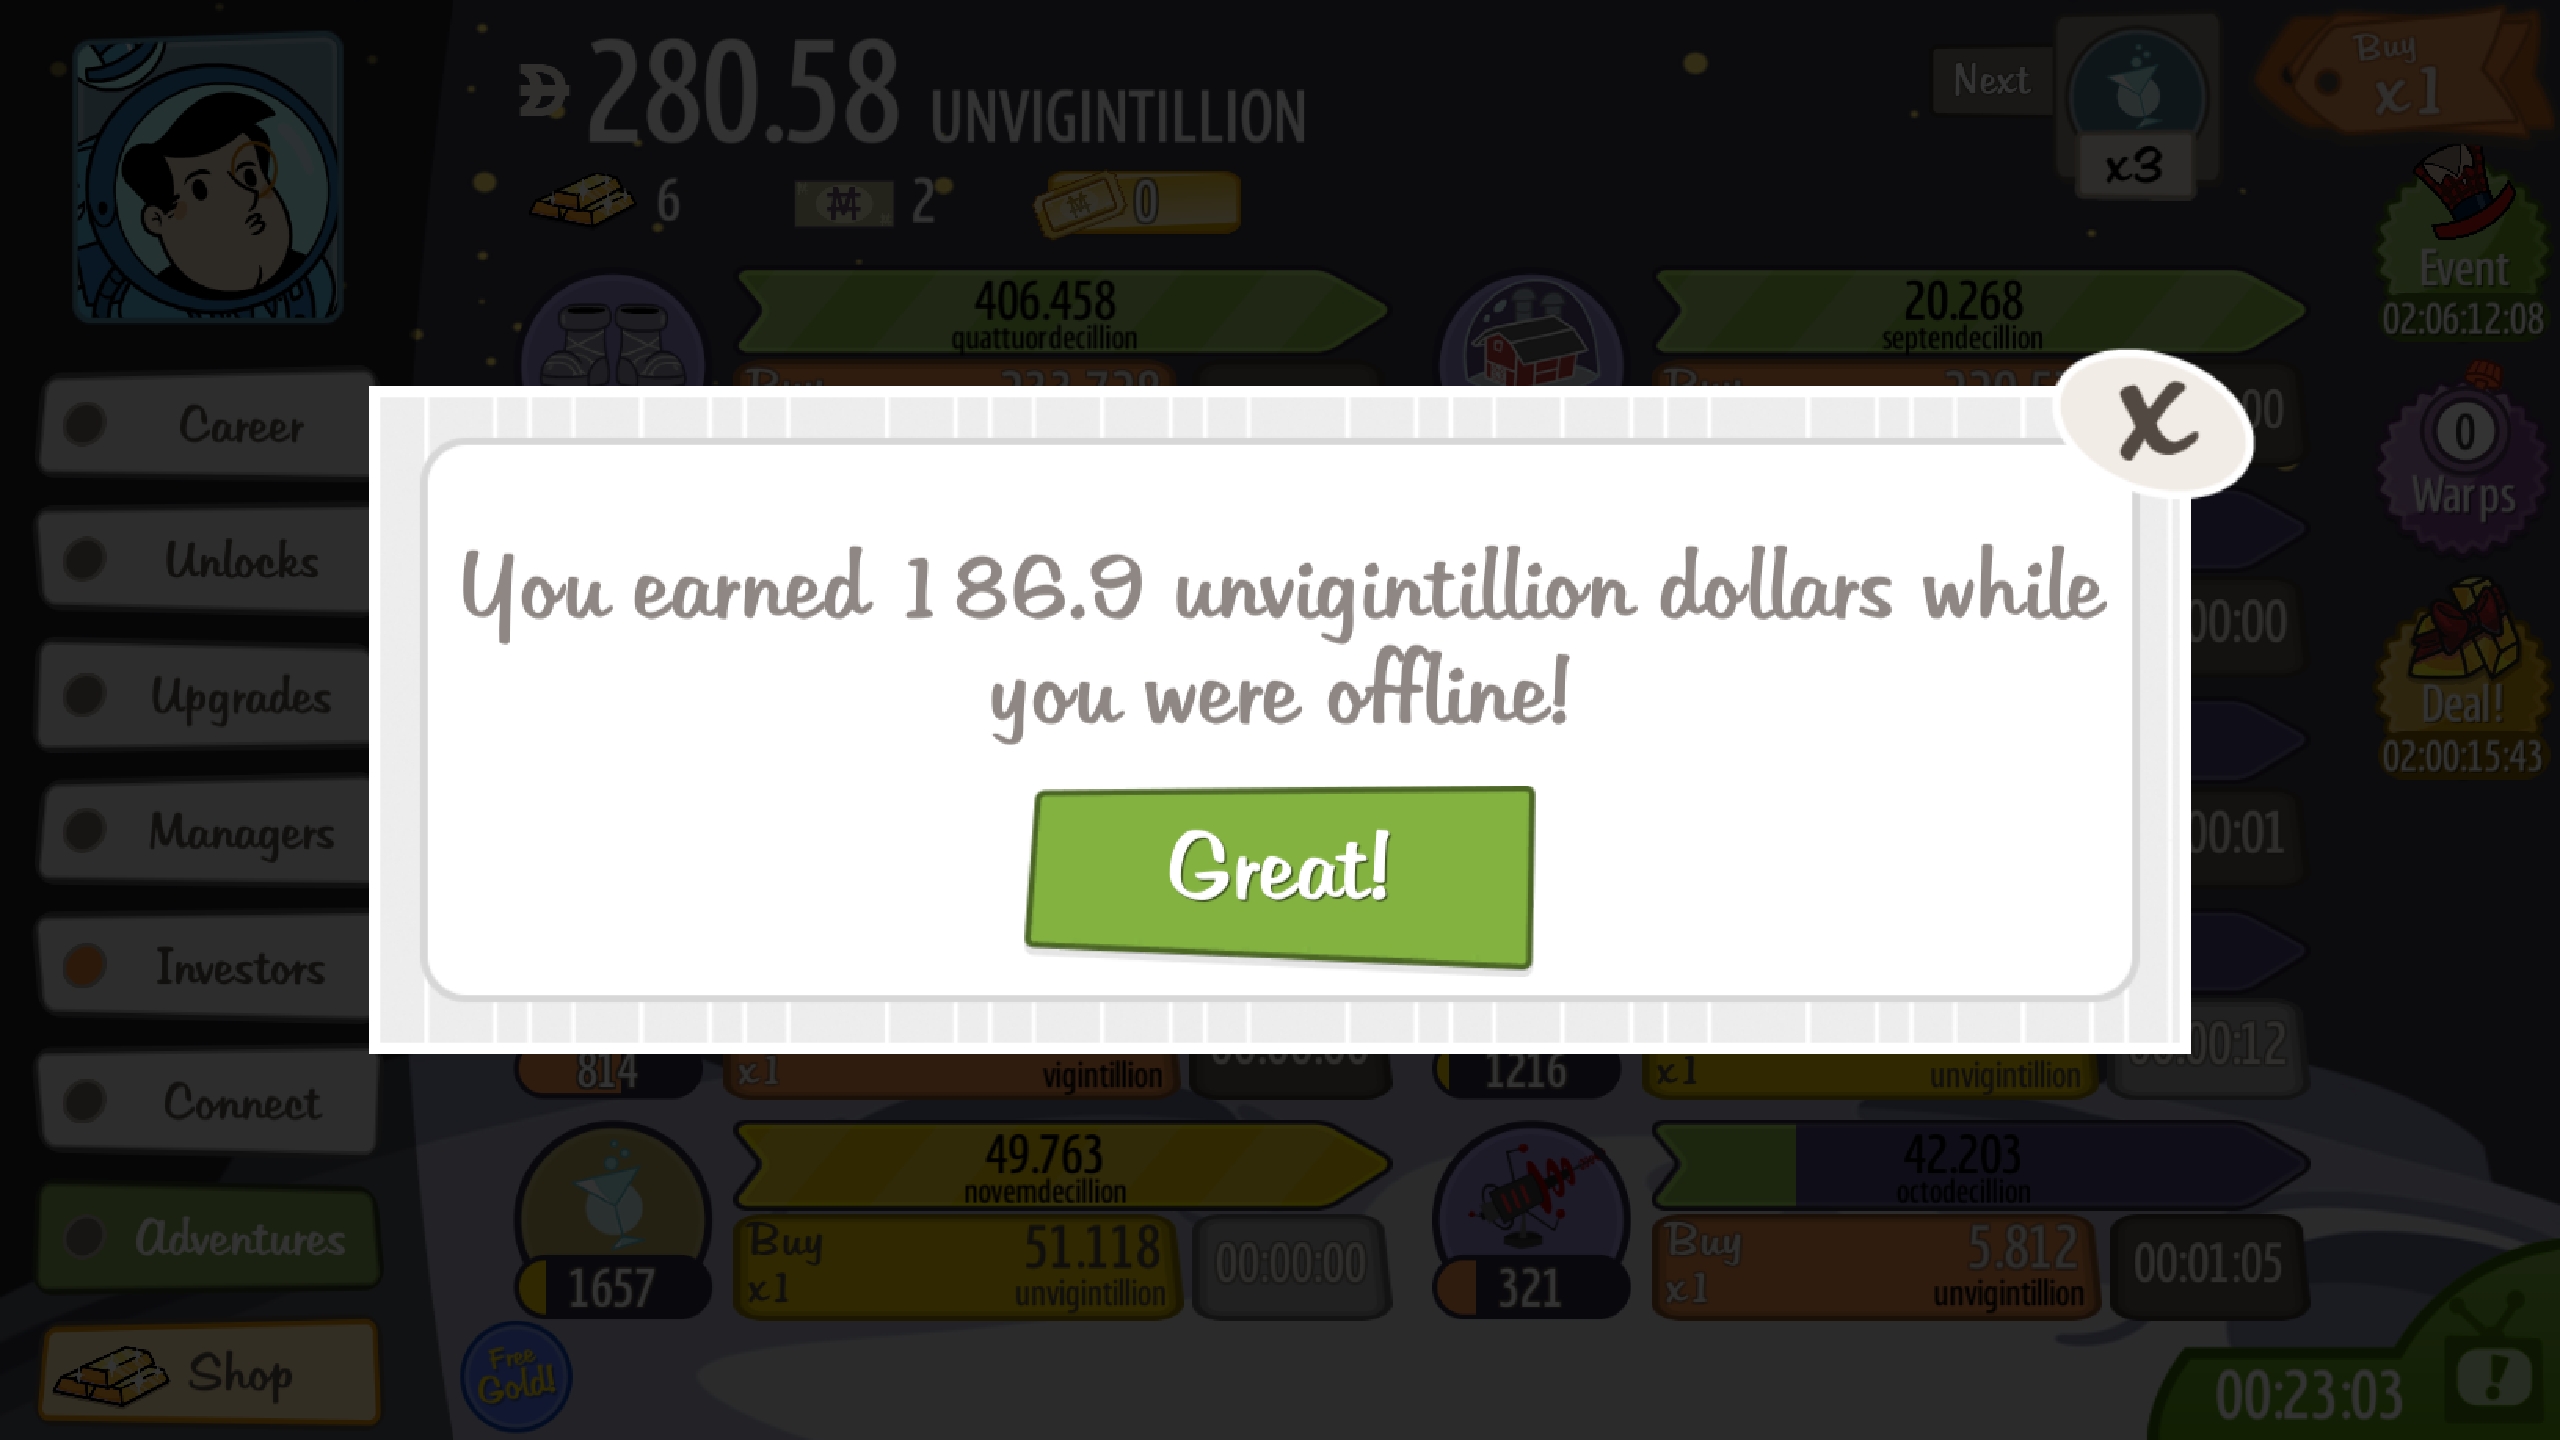 280.58 UNVIGINTILLION
Next
x3
Buy
x1
6
2
0
Event
02:06:12:08
406.458
quattuordecillion
20.268
septendecillion
Buy
Buy
x
0
Warps
Career
Unlocks
Upgrades
Managers
Investors
Connect
Adventures
Shop
You earned 186.9 unvigintillion dollars while
you were offline!
Great!
Deal!
02:00:15:43
814
x1
vigintillion
1216
x1
unvigintillion
49.763
novemdecillion
Buy 51.118
x1 unvigintillion
00:00:00
1657
42.203
octodecillion
Buy 5.812
x1 unvigintillion
00:01:05
321
Free
Gold!
00:23:03